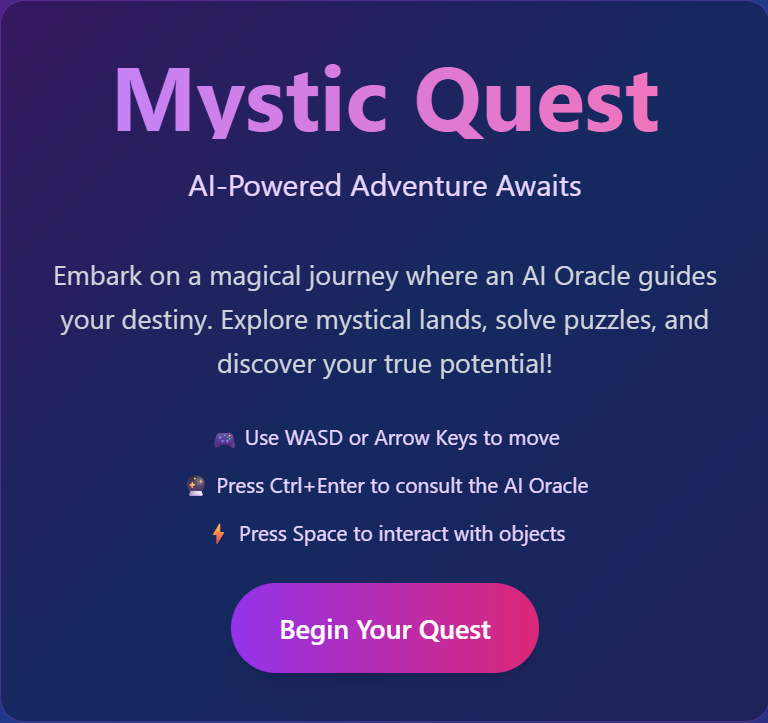 Mystic Quest
AI-Powered Adventure Awaits
Embark on a magical journey where an AI Oracle guides
your destiny. Explore mystical lands, solve puzzles, and
discover your true potential!
🎮 Use WASD or Arrow Keys to move
🔮 Press Ctrl+Enter to consult the AI Oracle
⚡ Press Space to interact with objects
Begin Your Quest